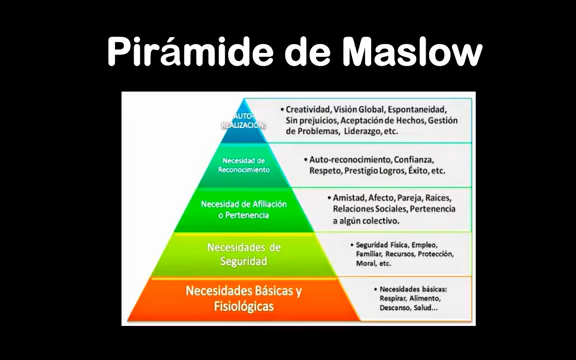 Pirámide de Maslow
AUTO-
REALIZACIÓN:
• Creatividad, Visión Global, Espontaneidad,
Sin prejuicios, Aceptación de Hechos, Gestión
de Problemas, Liderazgo, etc.
Necesidad de
Reconocimiento
• Auto-reconocimiento, Confianza,
Respeto, Prestigio Logros, Éxito, etc.
Necesidad de Afiliación
o Pertenencia
• Amistad, Afecto, Pareja, Raíces,
Relaciones Sociales, Pertenencia
a algún colectivo.
Necesidades de
Seguridad
• Seguridad Física, Empleo,
Familiar, Recursos, Protección,
Moral, etc.
Necesidades Básicas y
Fisiológicas
• Necesidades básicas:
Respirar, Alimento,
Descanso, Salud...